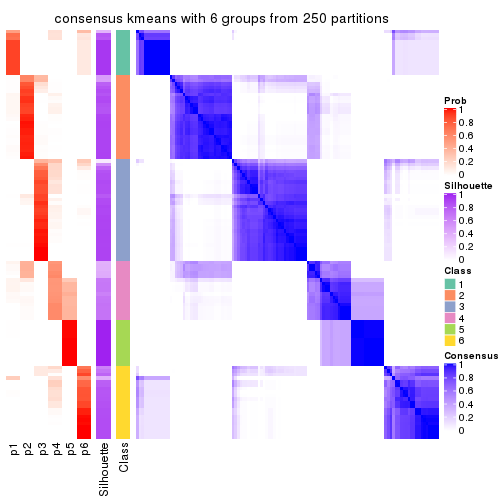 consensus kmeans with 6 groups from 250 partitions
Prob
1
0.8
0.6
0.4
0.2
0
Silhouette
1
0.8
0.6
0.4
0.2
0
Class
1
2
3
4
5
6
Consensus
1
0.8
0.6
0.4
0.2
0
p1
p2
p3
p4
p5
p6
Silhouette
Class